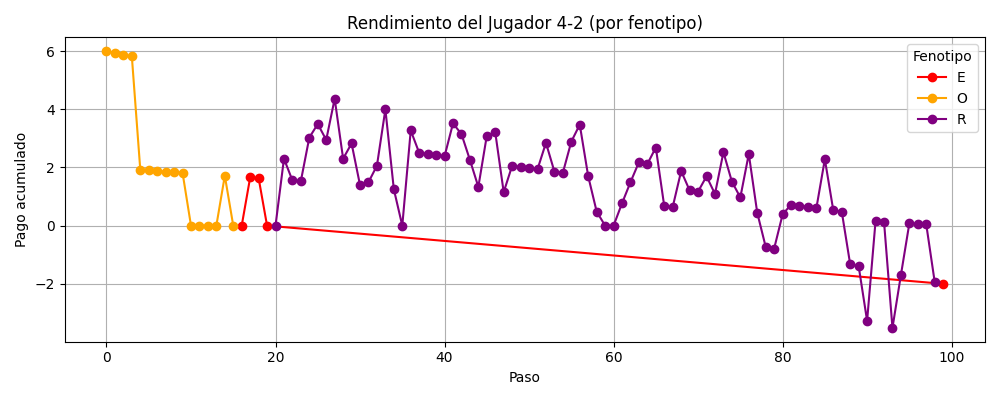 Rendimiento del Jugador 4-2 (por fenotipo)
Pago acumulado
6
4
2
0
−2
Fenotipo
E
O
R
0 20 40 60 80 100
Paso